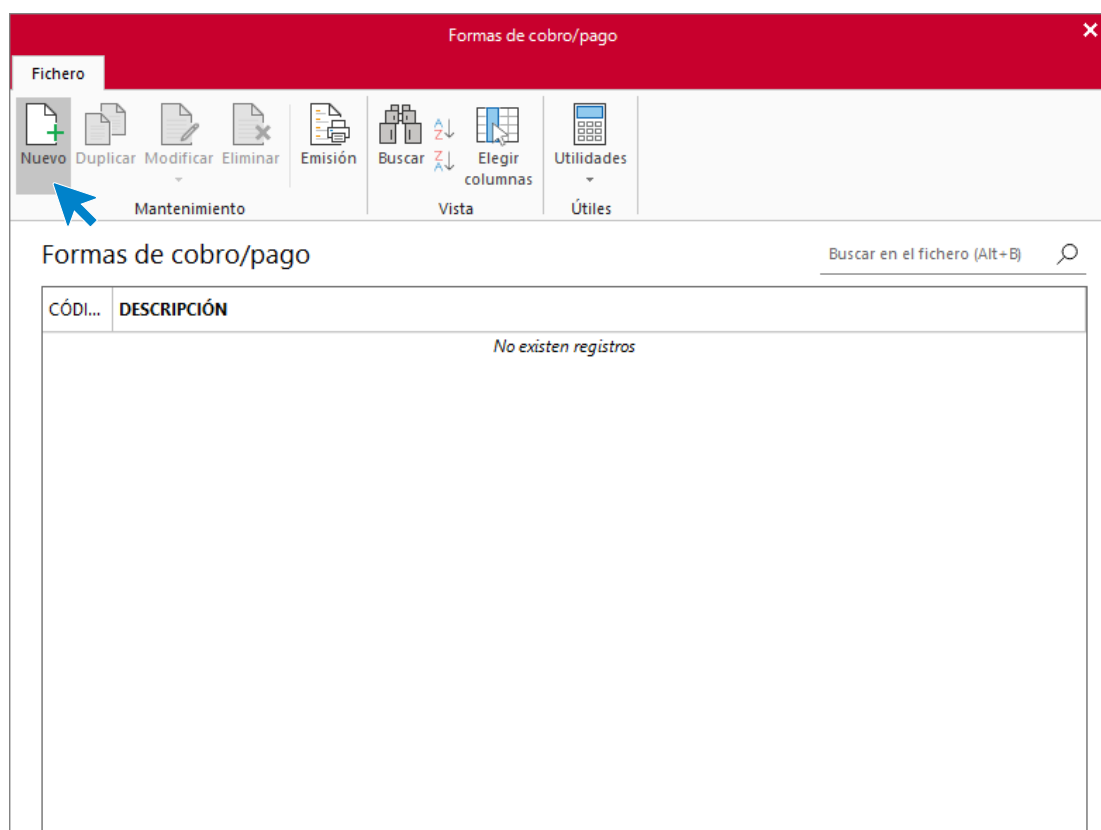 Formas de cobro/pago
Fichero
Nuevo Duplicar Modificar Eliminar Emisión Buscar Elegir columnas Utilidades
Mantenimiento Vista Útiles
Formas de cobro/pago Buscar en el fichero (Alt+B)
CÓDI... DESCRIPCIÓN
No existen registros